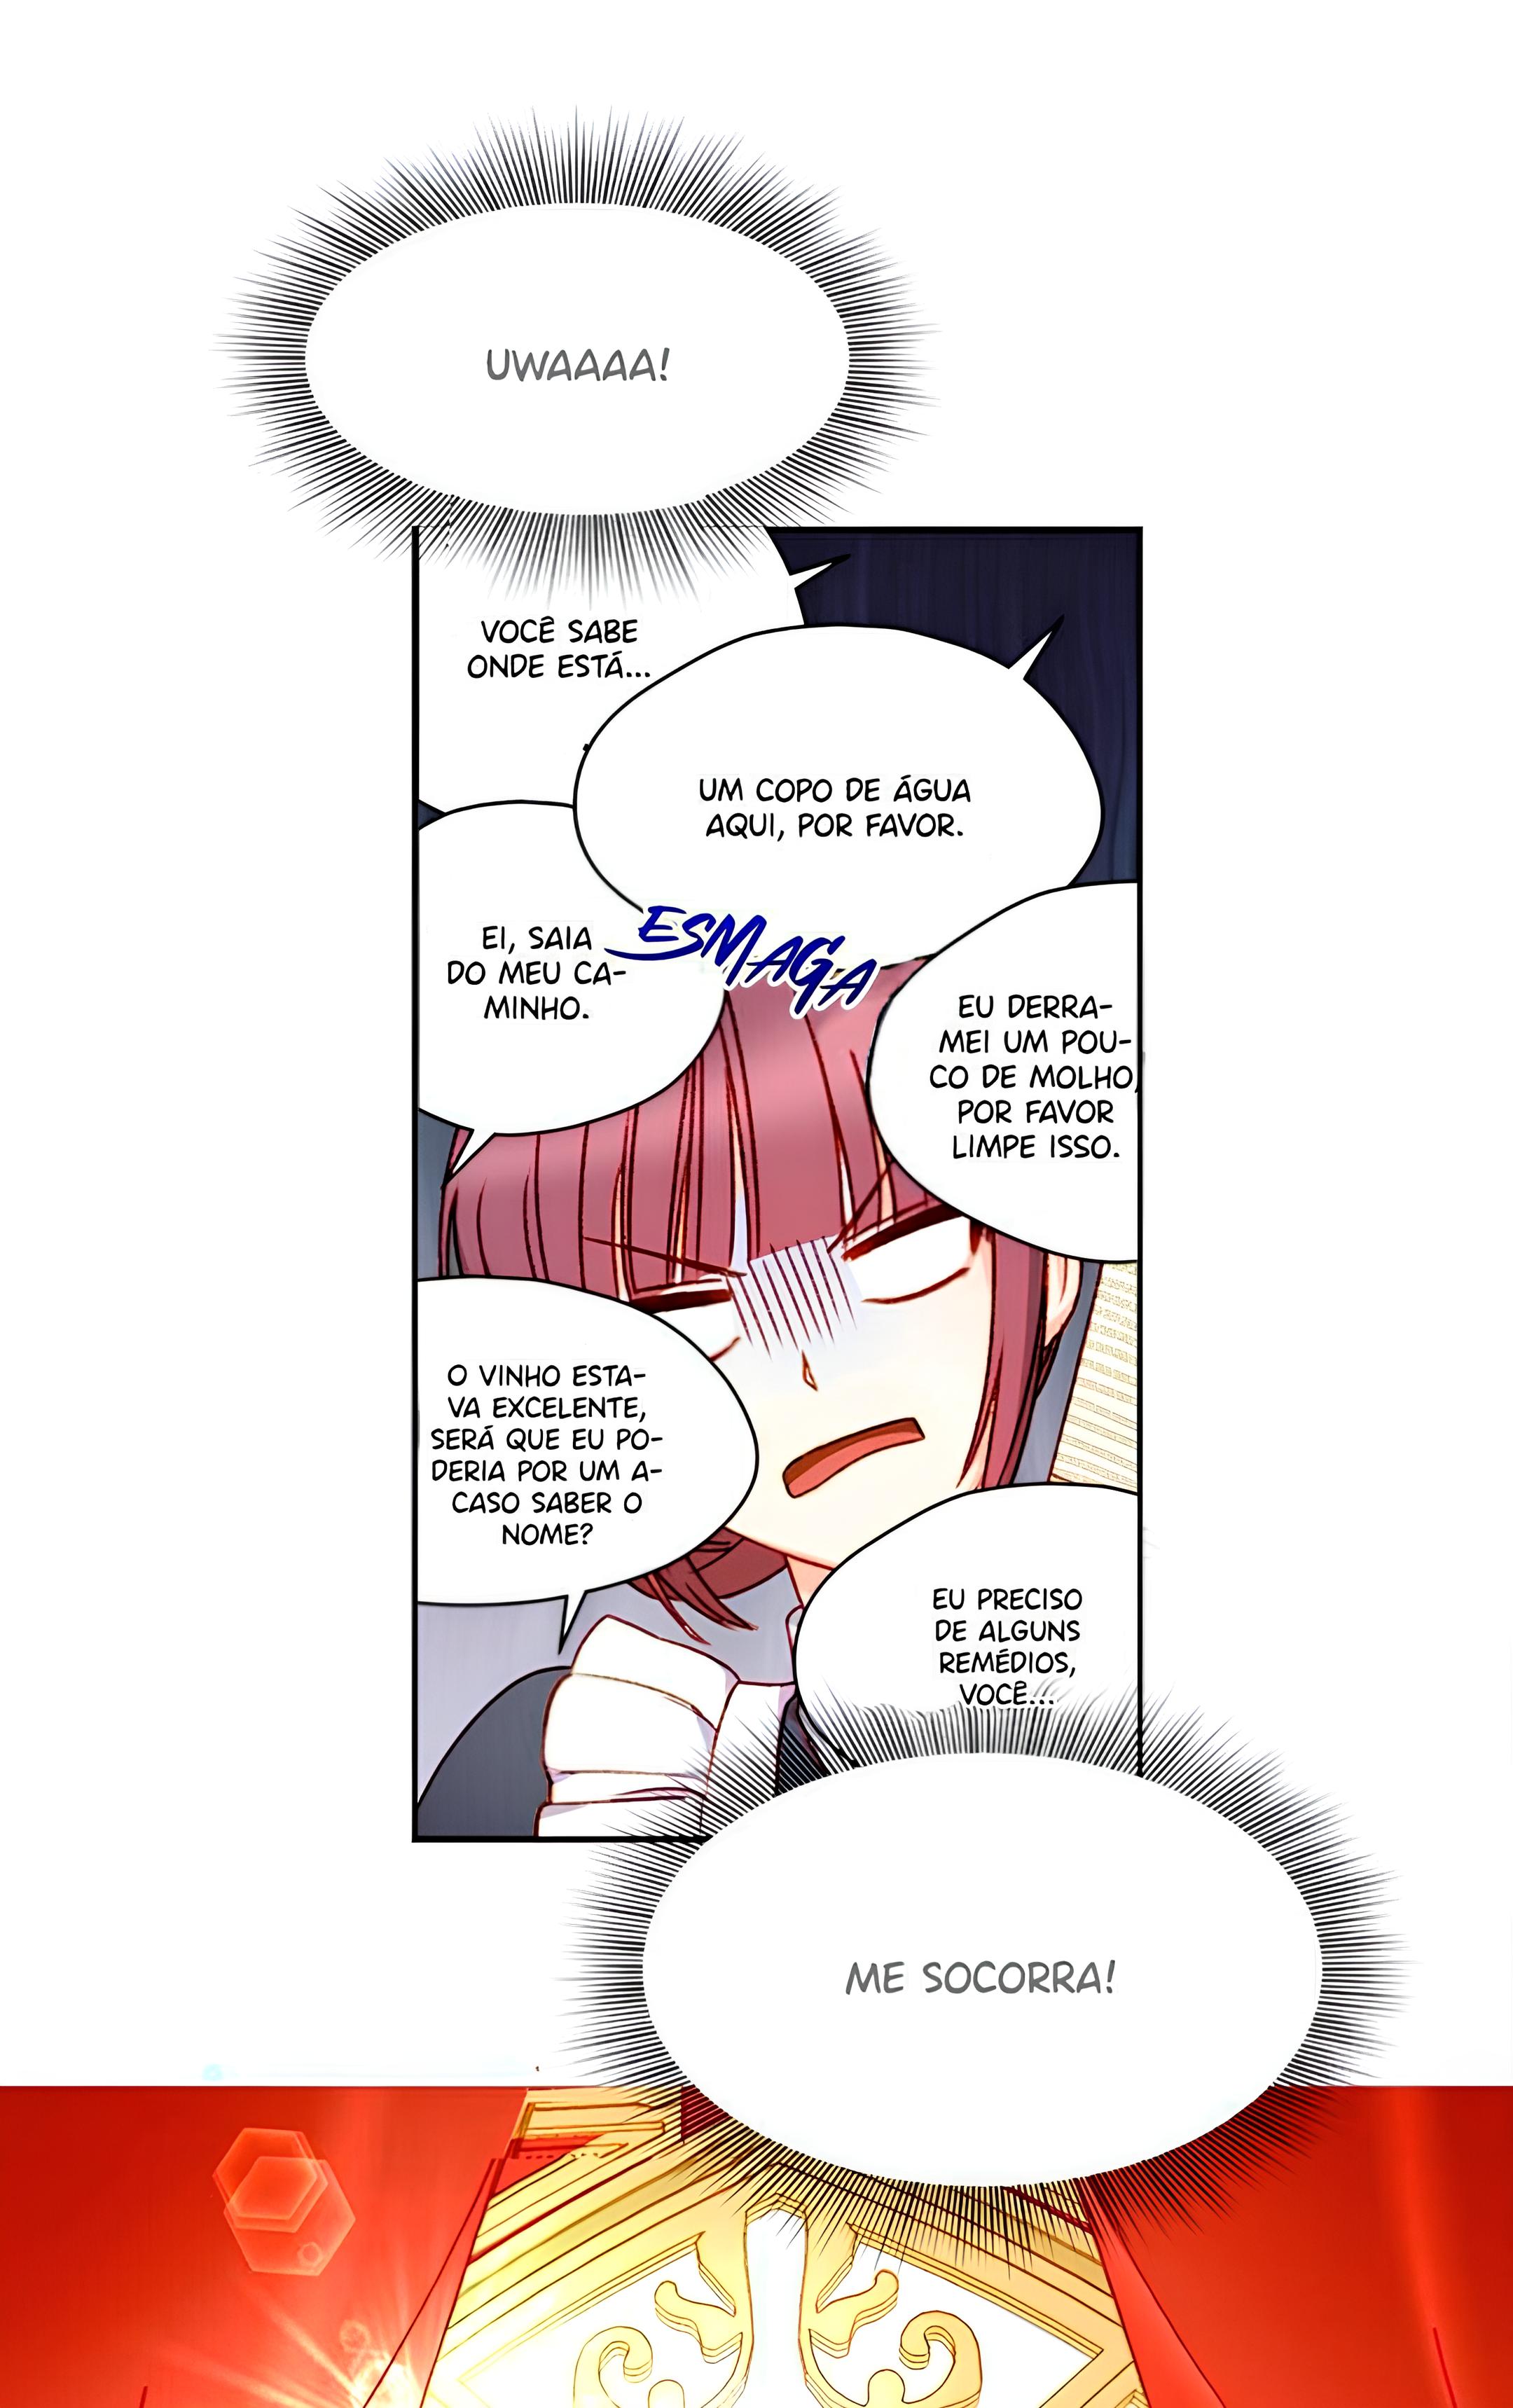 UWAAAA!
VOCÊ SABE
ONDE ESTÁ...
UM COPO DE ÁGUA
AQUI, POR FAVOR.
EI, SAIA
DO MEU CA-
MINHO.
ESMAGA
EU DERRA-
MEI UM POU-
CO DE MOLHO,
POR FAVOR
LIMPE ISSO.
O VINHO ESTA-
VA EXCELENTE,
SERÁ QUE EU PO-
DERIA POR UM A-
CASO SABER O
NOME?
EU PRECISO
DE ALGUNS
REMÉDIOS,
VOCÊ...
ME SOCORRA!